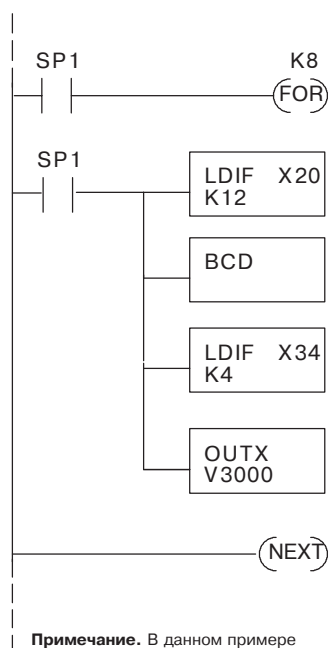 SP1 K8
FOR
SP1
LDIF X20
K12
BCD
LDIF X34
K4
OUTX
V3000
NEXT
Примечание. В данном примере